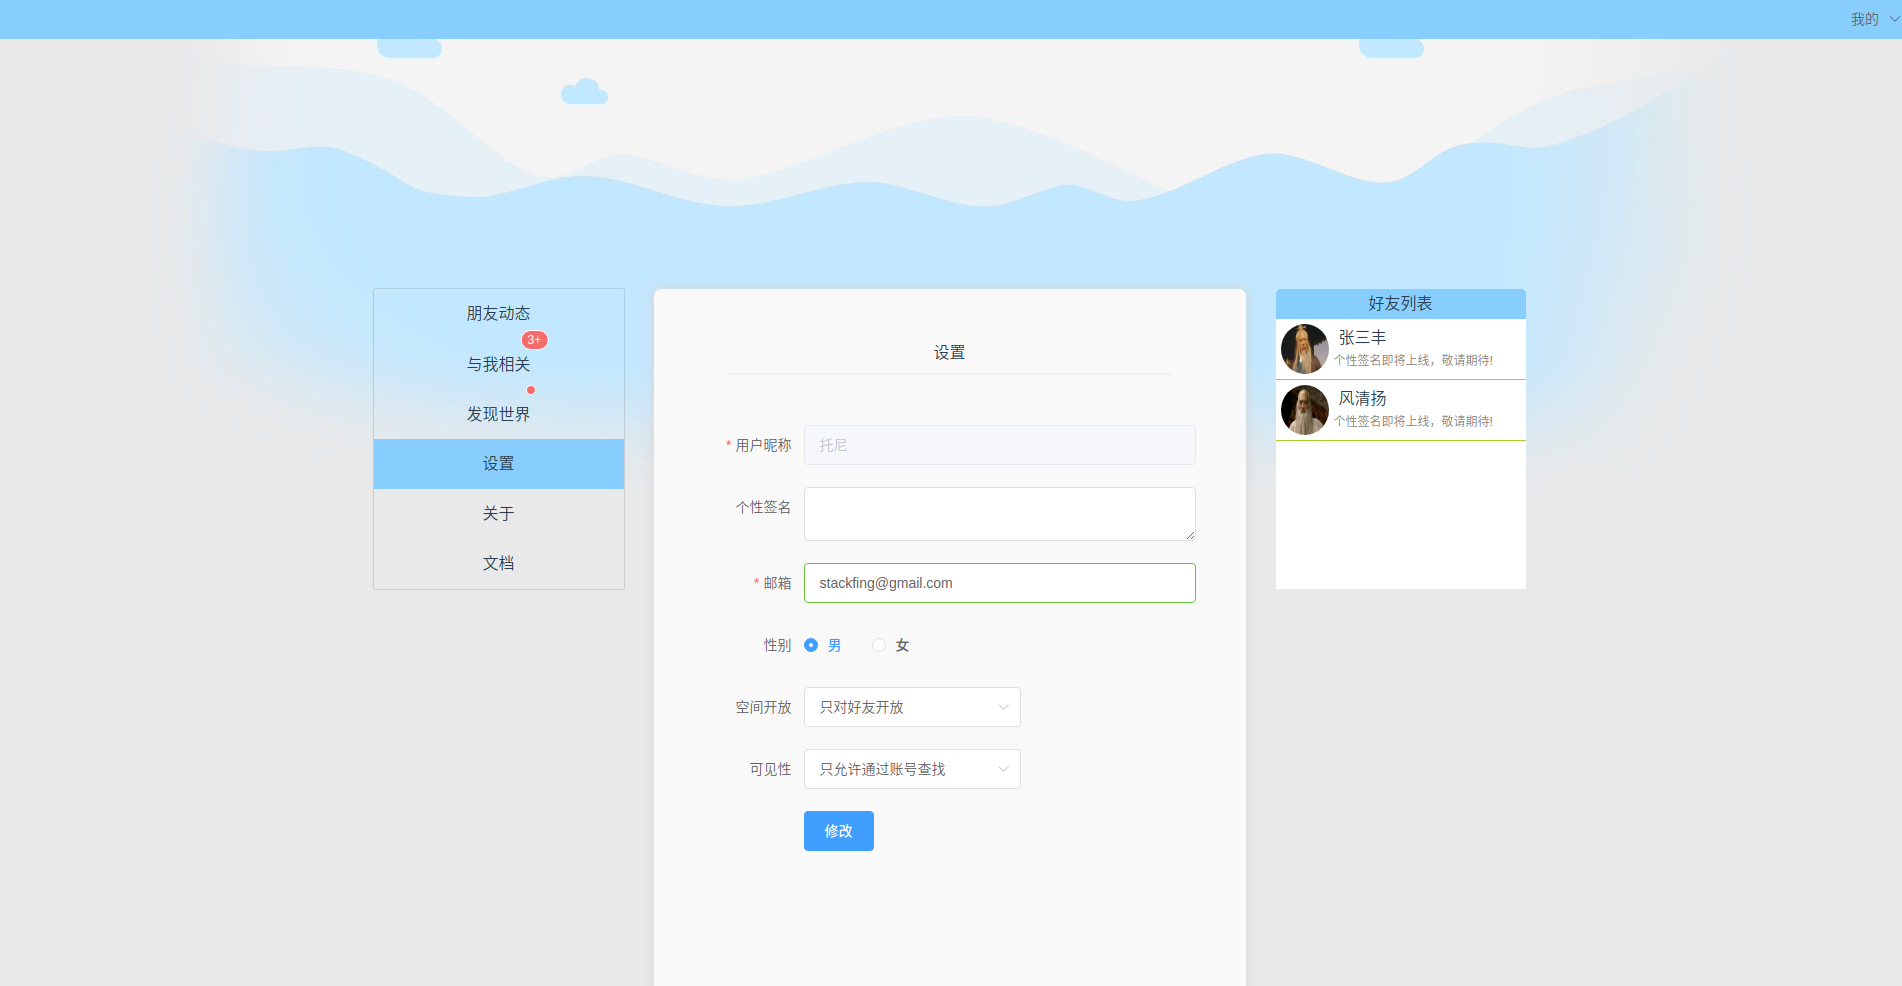 我的
朋友动态
3+
与我相关
发现世界
设置
关于
文档
设置
* 用户昵称 托尼
个性签名
* 邮箱 stackfing@gmail.com
性别 男 女
空间开放 只对好友开放
可见性 只允许通过账号查找
修改
好友列表
张三丰
个性签名即将上线，敬请期待!
风清扬
个性签名即将上线，敬请期待!